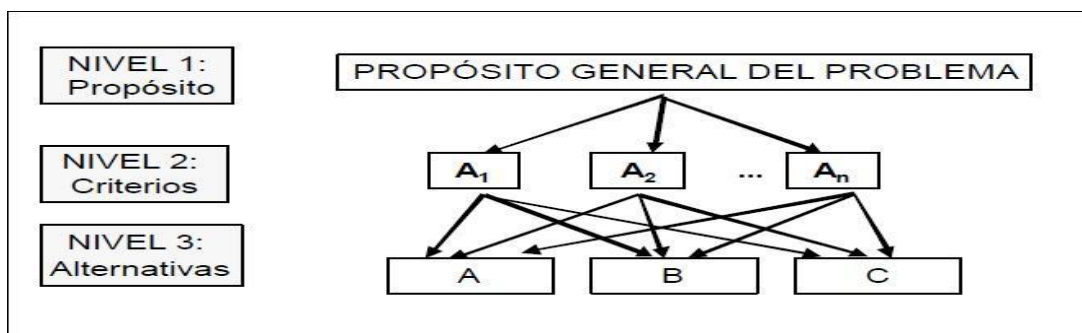 NIVEL 1:
Propósito
PROPÓSITO GENERAL DEL PROBLEMA
NIVEL 2:
Criterios
A₁
A₂
...
Aₙ
NIVEL 3:
Alternativas
A
B
C